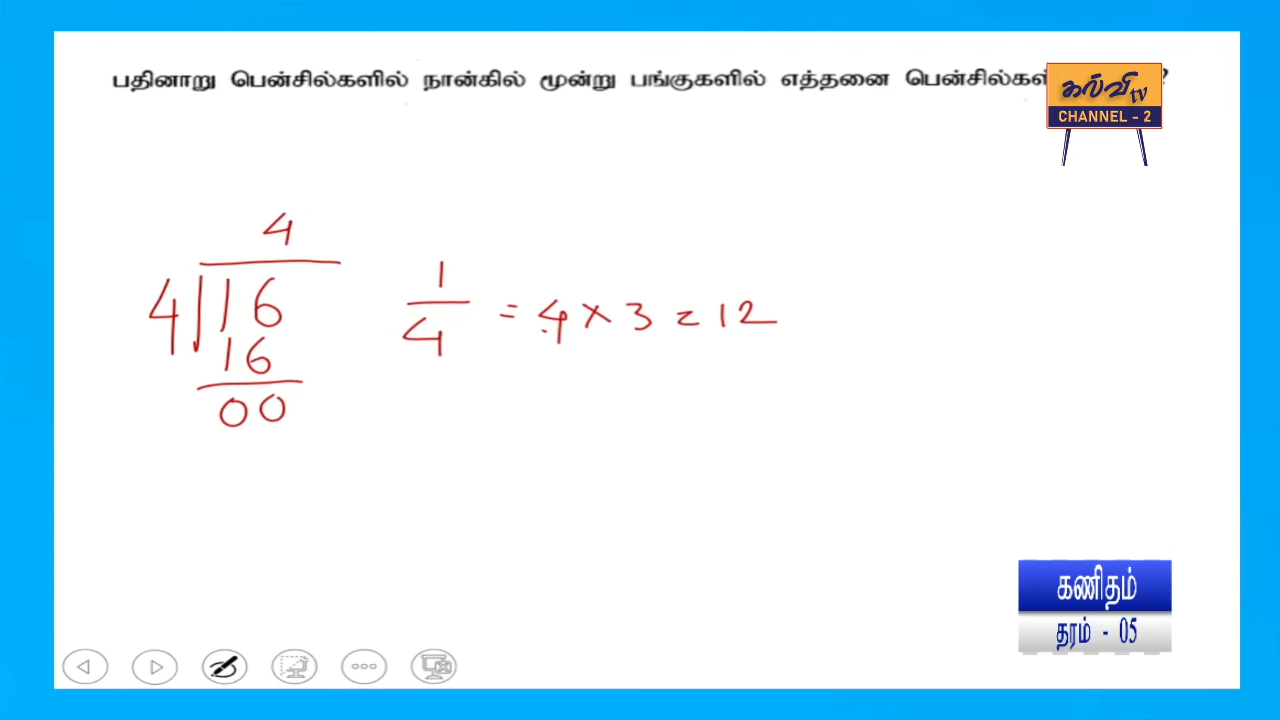 பதினாறு பென்சில்களில் நான்கில் மூன்று பங்குகளில் எத்தனை பென்சில்கள் ?
கல்வி tv
CHANNEL - 2
4
4 16
16
00
1
4
= 4 × 3 = 12
கணிதம்
தரம் - 05